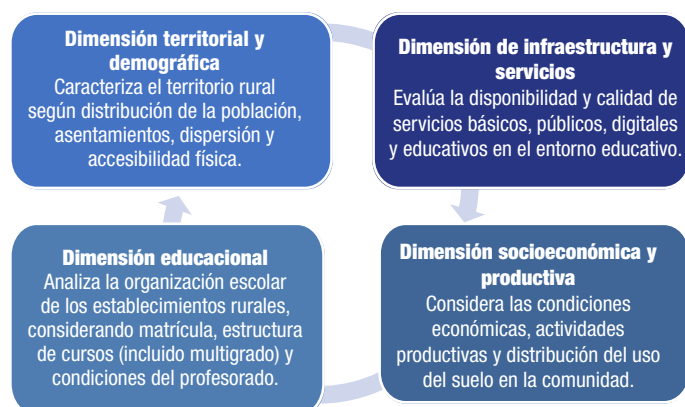 Dimensión territorial y
demográfica
Caracteriza el territorio rural
según distribución de la población,
asentamientos, dispersión y
accesibilidad física.
Dimensión de infraestructura y
servicios
Evalúa la disponibilidad y calidad de
servicios básicos, públicos, digitales
y educativos en el entorno educativo.
Dimensión educacional
Analiza la organización escolar
de los establecimientos rurales,
considerando matrícula, estructura
de cursos (incluido multigrado) y
condiciones del profesorado.
Dimensión socioeconómica y
productiva
Considera las condiciones
económicas, actividades
productivas y distribución del uso
del suelo en la comunidad.